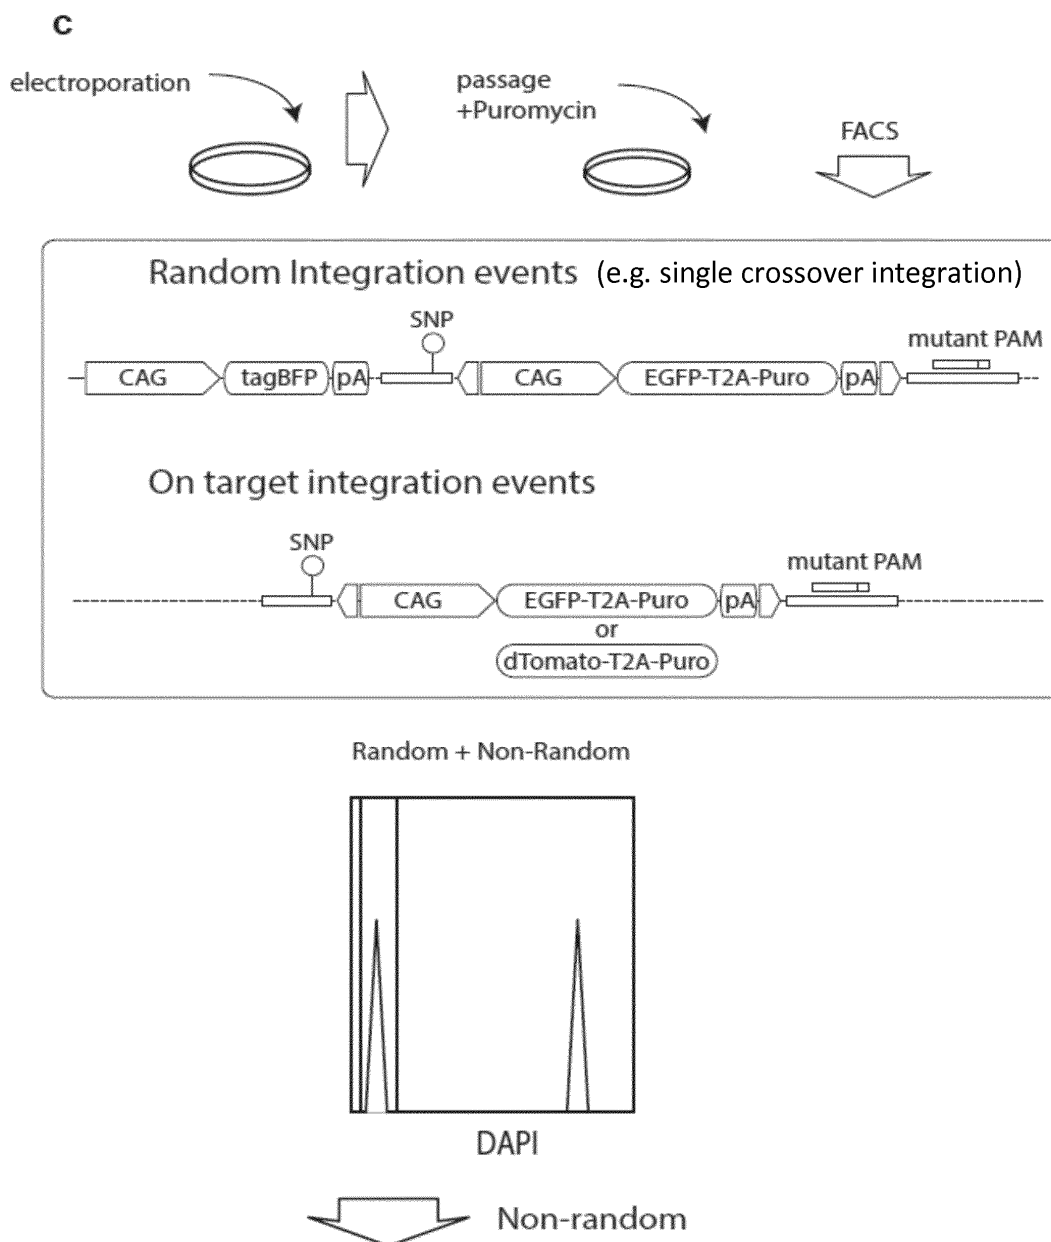 c
electroporation
passage
+Puromycin
FACS
Random Integration events (e.g. single crossover integration)
SNP
mutant PAM
CAG tagBFP pA CAG EGFP-T2A-Puro pA
On target integration events
SNP
mutant PAM
CAG EGFP-T2A-Puro pA
or
dTomato-T2A-Puro
Random + Non-Random
DAPI
Non-random